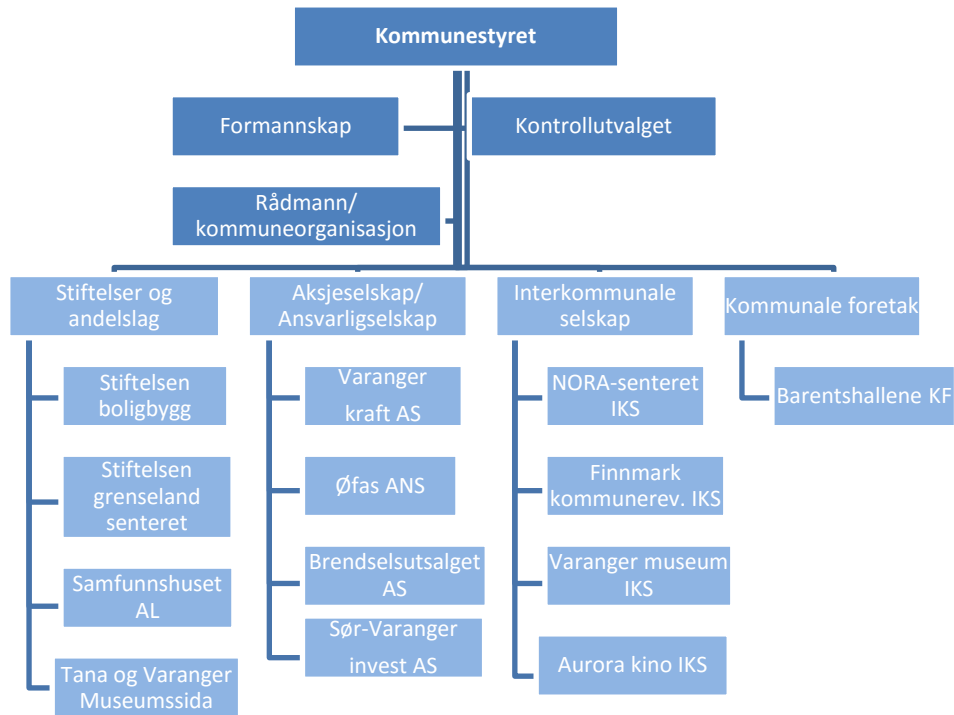 Kommunestyret
Formannskap
Kontrollutvalget
Rådmann/
kommuneorganisasjon
Stiftelser og
andelslag
Stiftelsen
boligbygg
Stiftelsen
grenseland
senteret
Samfunnshuset
AL
Tana og Varanger
Museumssida
Aksjeselskap/
Ansvarligselskap
Varanger
kraft AS
Øfas ANS
Brendselsutsalget
AS
Sør-Varanger
invest AS
Interkommunale
selskap
NORA-senteret
IKS
Finnmark
kommunerev. IKS
Varanger museum
IKS
Aurora kino IKS
Kommunale foretak
Barentshallene KF